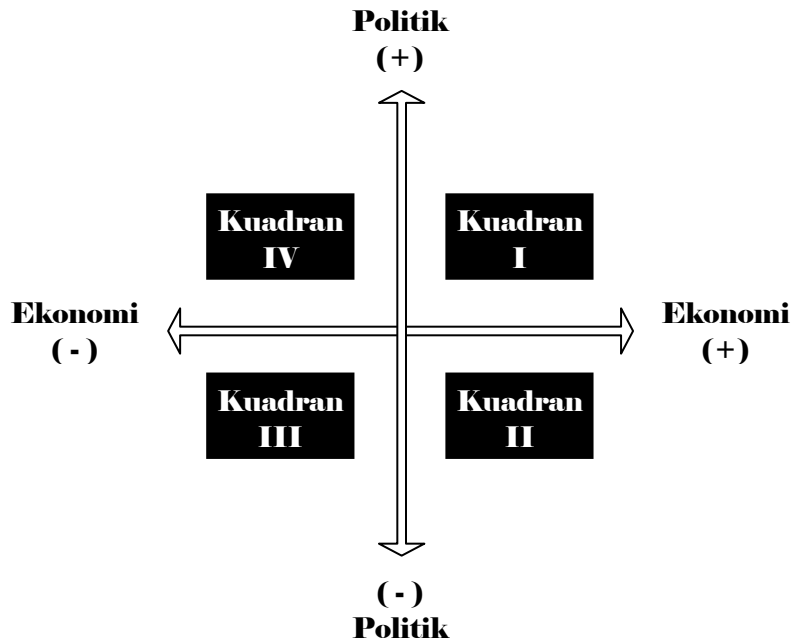 Politik
(+)
Kuadran
IV
Kuadran
I
Ekonomi
(-)
Ekonomi
(+)
Kuadran
III
Kuadran
II
(-)
Politik